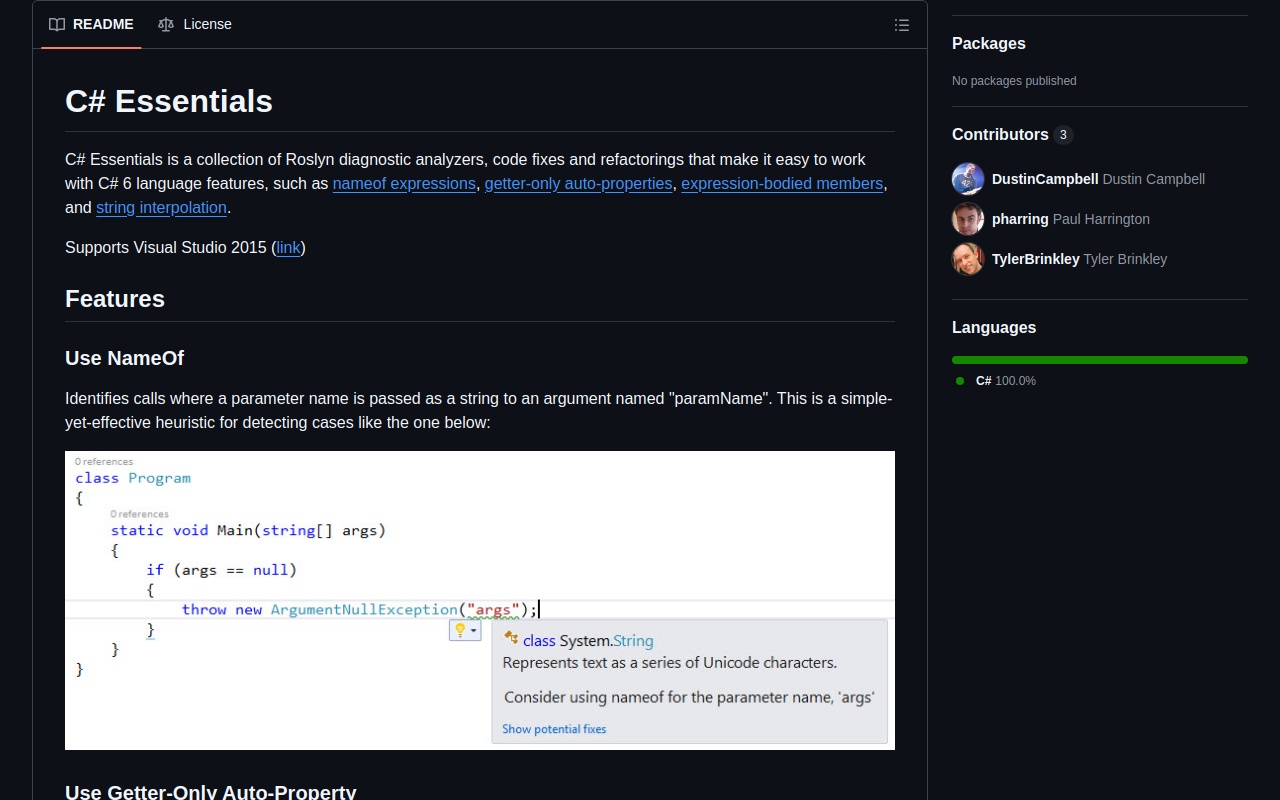 README
License
C# Essentials
C# Essentials is a collection of Roslyn diagnostic analyzers, code fixes and refactorings that make it easy to work
with C# 6 language features, such as nameof expressions, getter-only auto-properties, expression-bodied members,
and string interpolation.
Supports Visual Studio 2015 (link)
Features
Use NameOf
Identifies calls where a parameter name is passed as a string to an argument named "paramName". This is a simple-
yet-effective heuristic for detecting cases like the one below:
0 references
class Program
{
0 references
static void Main(string[] args)
{
if (args == null)
{
throw new ArgumentNullException("args");
}
}
}
class System.String
Represents text as a series of Unicode characters.
Consider using nameof for the parameter name, 'args'
Show potential fixes
Use Getter-Only Auto-Property
Packages
No packages published
Contributors 3
DustinCampbell Dustin Campbell
pharring Paul Harrington
TylerBrinkley Tyler Brinkley
Languages
C# 100.0%